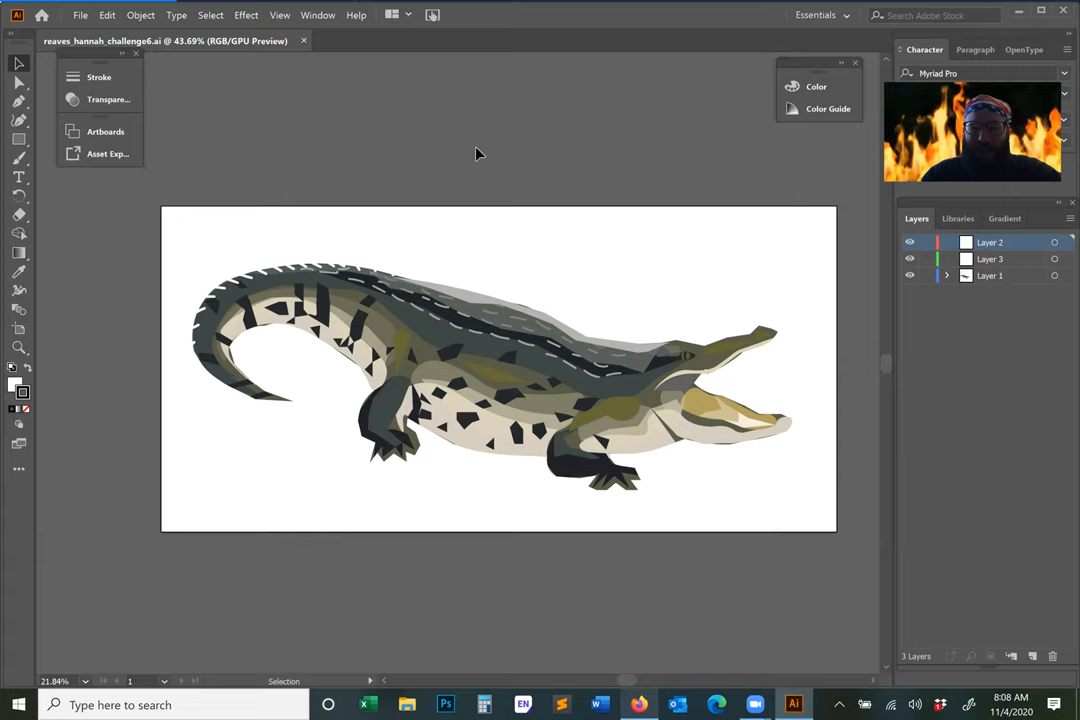 Ai File Edit Object Type Select Effect View Window Help Essentials Search Adobe Stock
reaves_hannah_challenge6.ai @ 43.69% (RGB/GPU Preview)
Stroke
Transpare...
Artboards
Asset Exp...
Color
Color Guide
Character Paragraph OpenType
Myriad Pro
Layers Libraries Gradient
Layer 2
Layer 3
Layer 1
3 Layers
21.84% 1 Selection
Type here to search
Ps EN W Ai
8:08 AM
11/4/2020